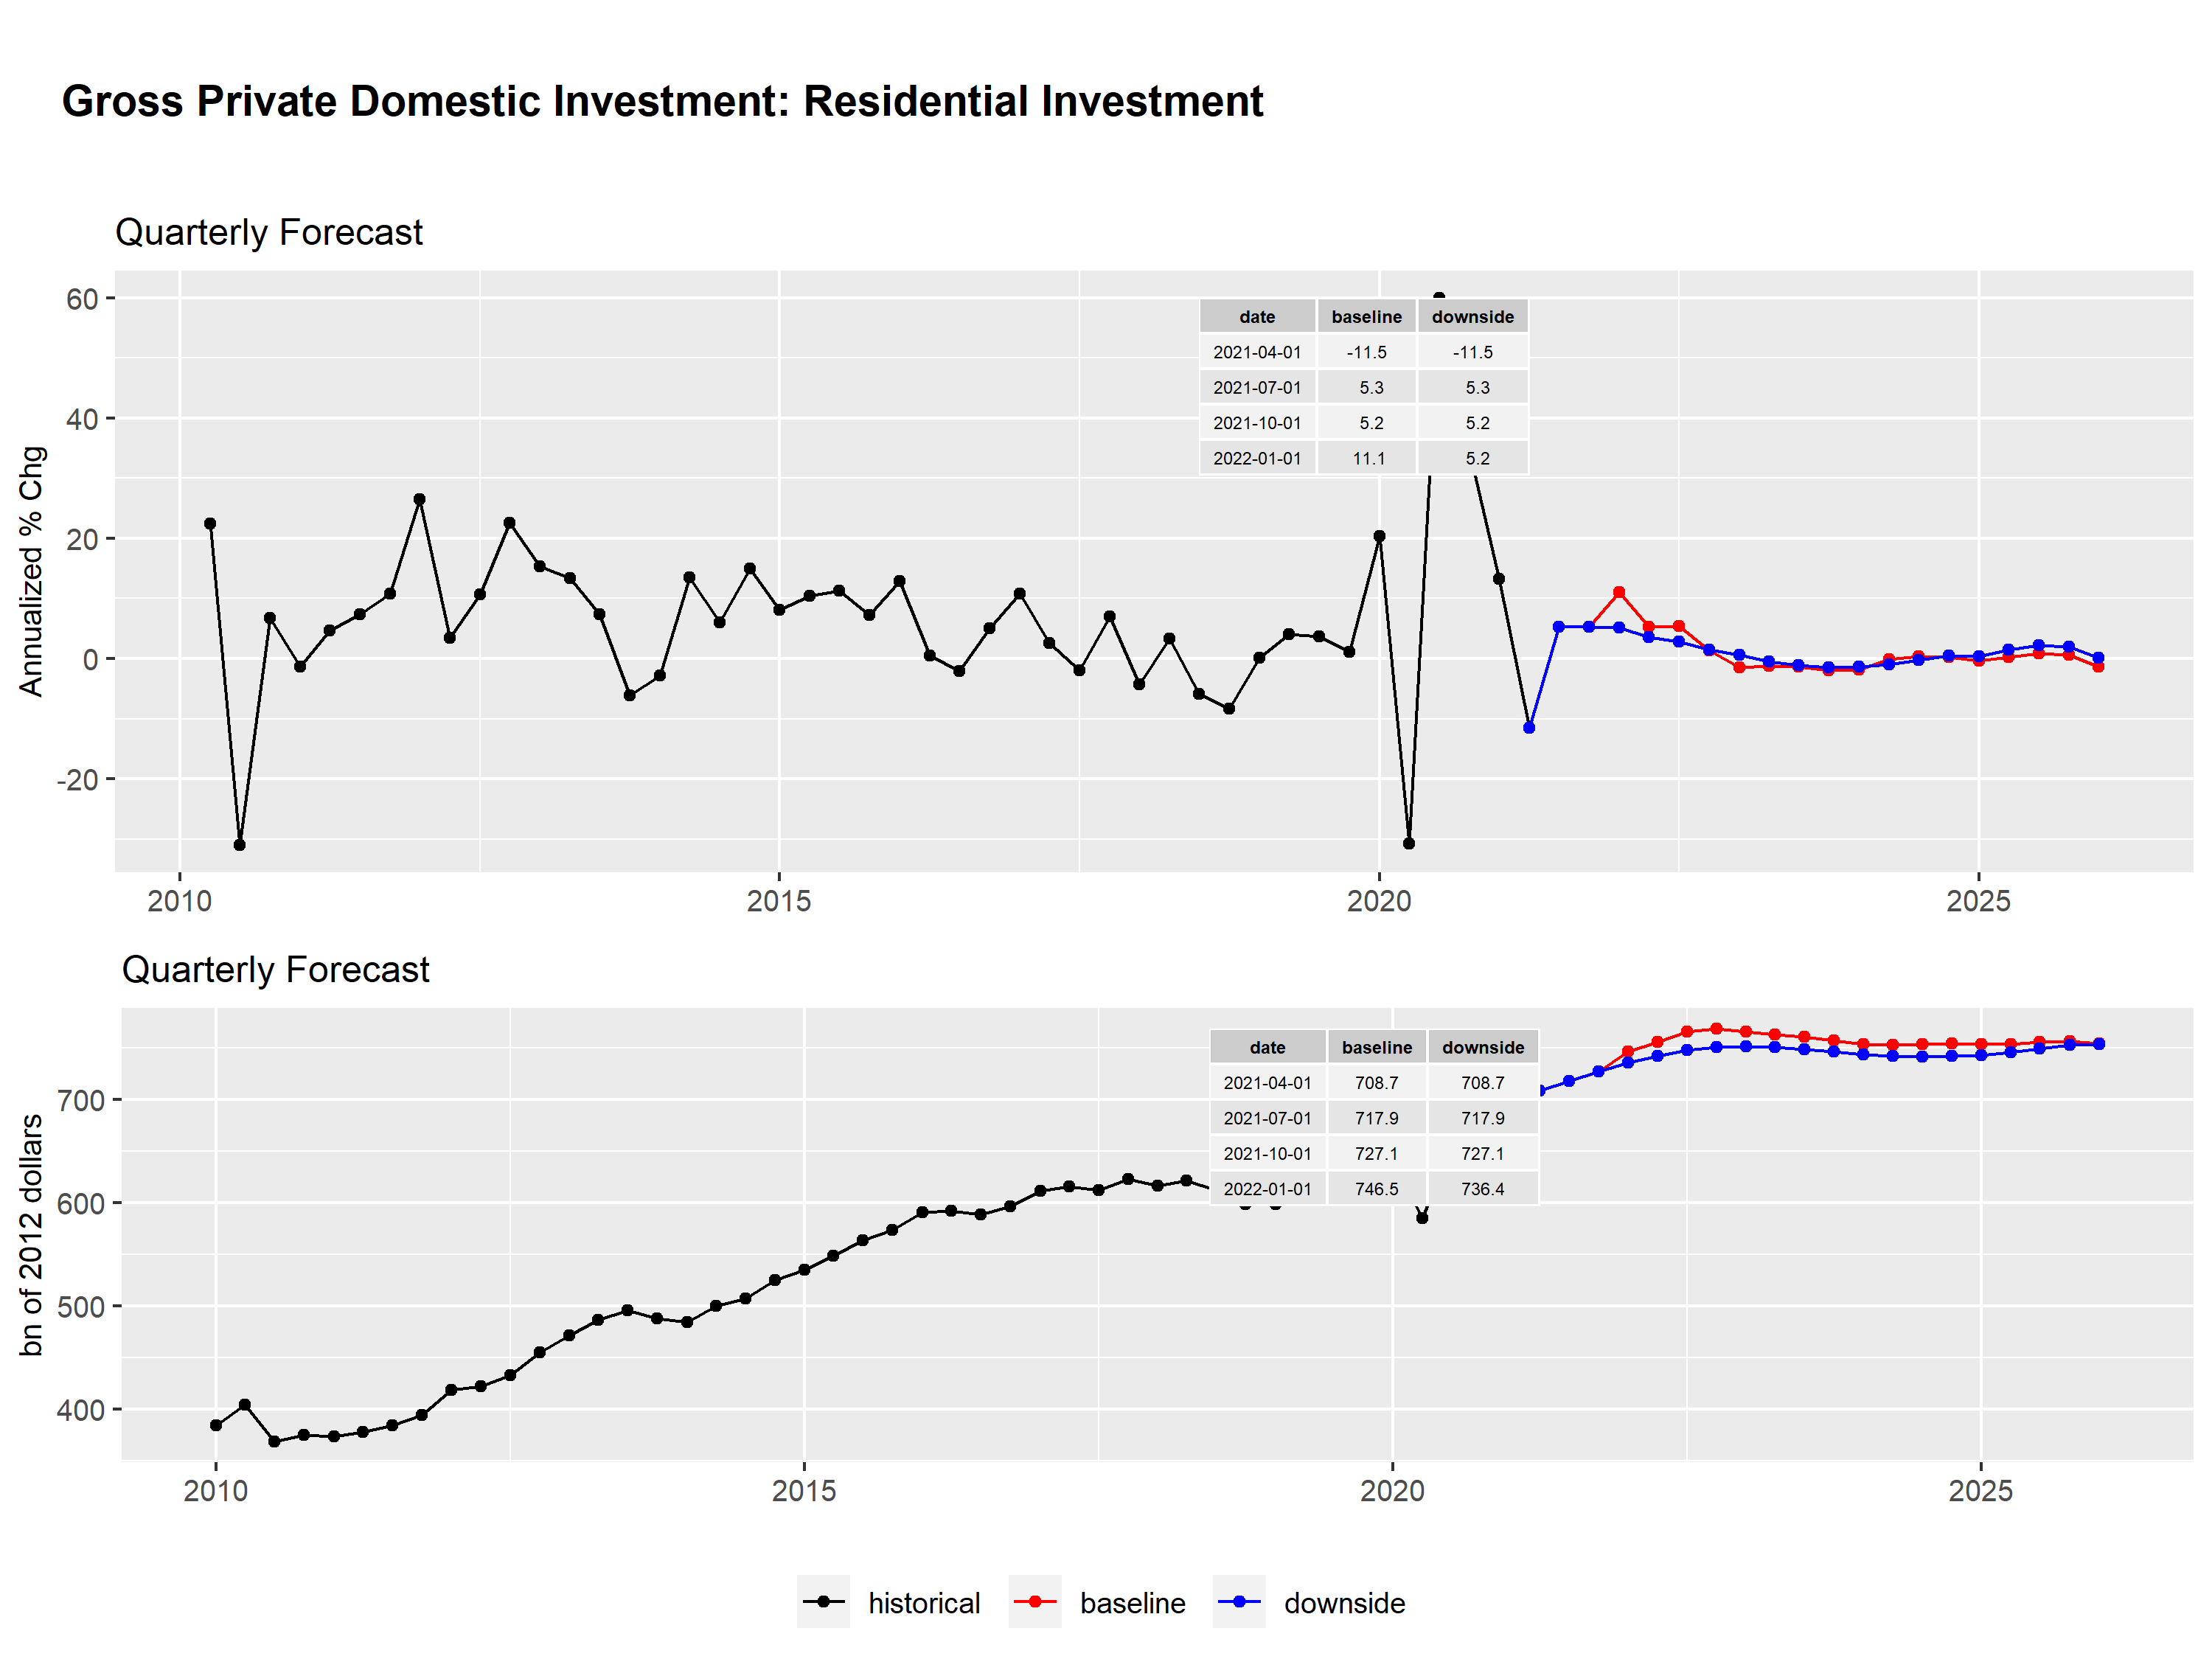 Gross Private Domestic Investment: Residential Investment
Quarterly Forecast
Annualized % Chg
60
40
20
0
-20
date baseline downside
2021-04-01 -11.5 -11.5
2021-07-01 5.3 5.3
2021-10-01 5.2 5.2
2022-01-01 11.1 5.2
2010 2015 2020 2025
Quarterly Forecast
bn of 2012 dollars
700
600
500
400
date baseline downside
2021-04-01 708.7 708.7
2021-07-01 717.9 717.9
2021-10-01 727.1 727.1
2022-01-01 746.5 736.4
2010 2015 2020 2025
historical baseline downside